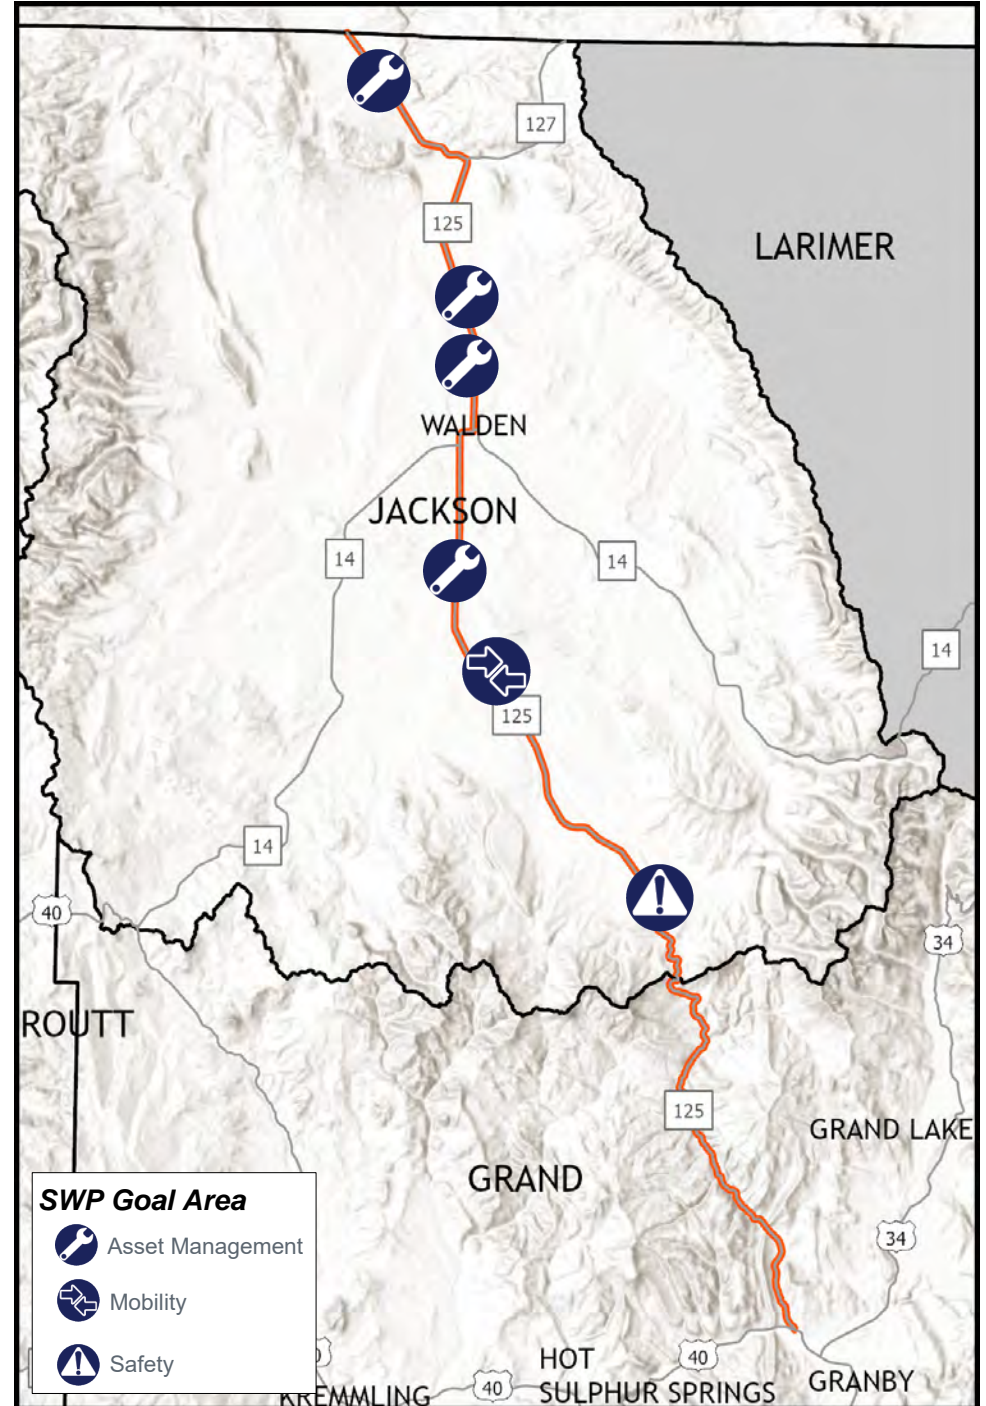 127
125
LARIMER
WALDEN
JACKSON
14
14
14
125
14
40
34
ROUTT
125
GRAND LAKE
GRAND
34
SWP Goal Area
Asset Management
Mobility
Safety
40
HOT
SULPHUR SPRINGS
40
GRANBY
KREMMLING